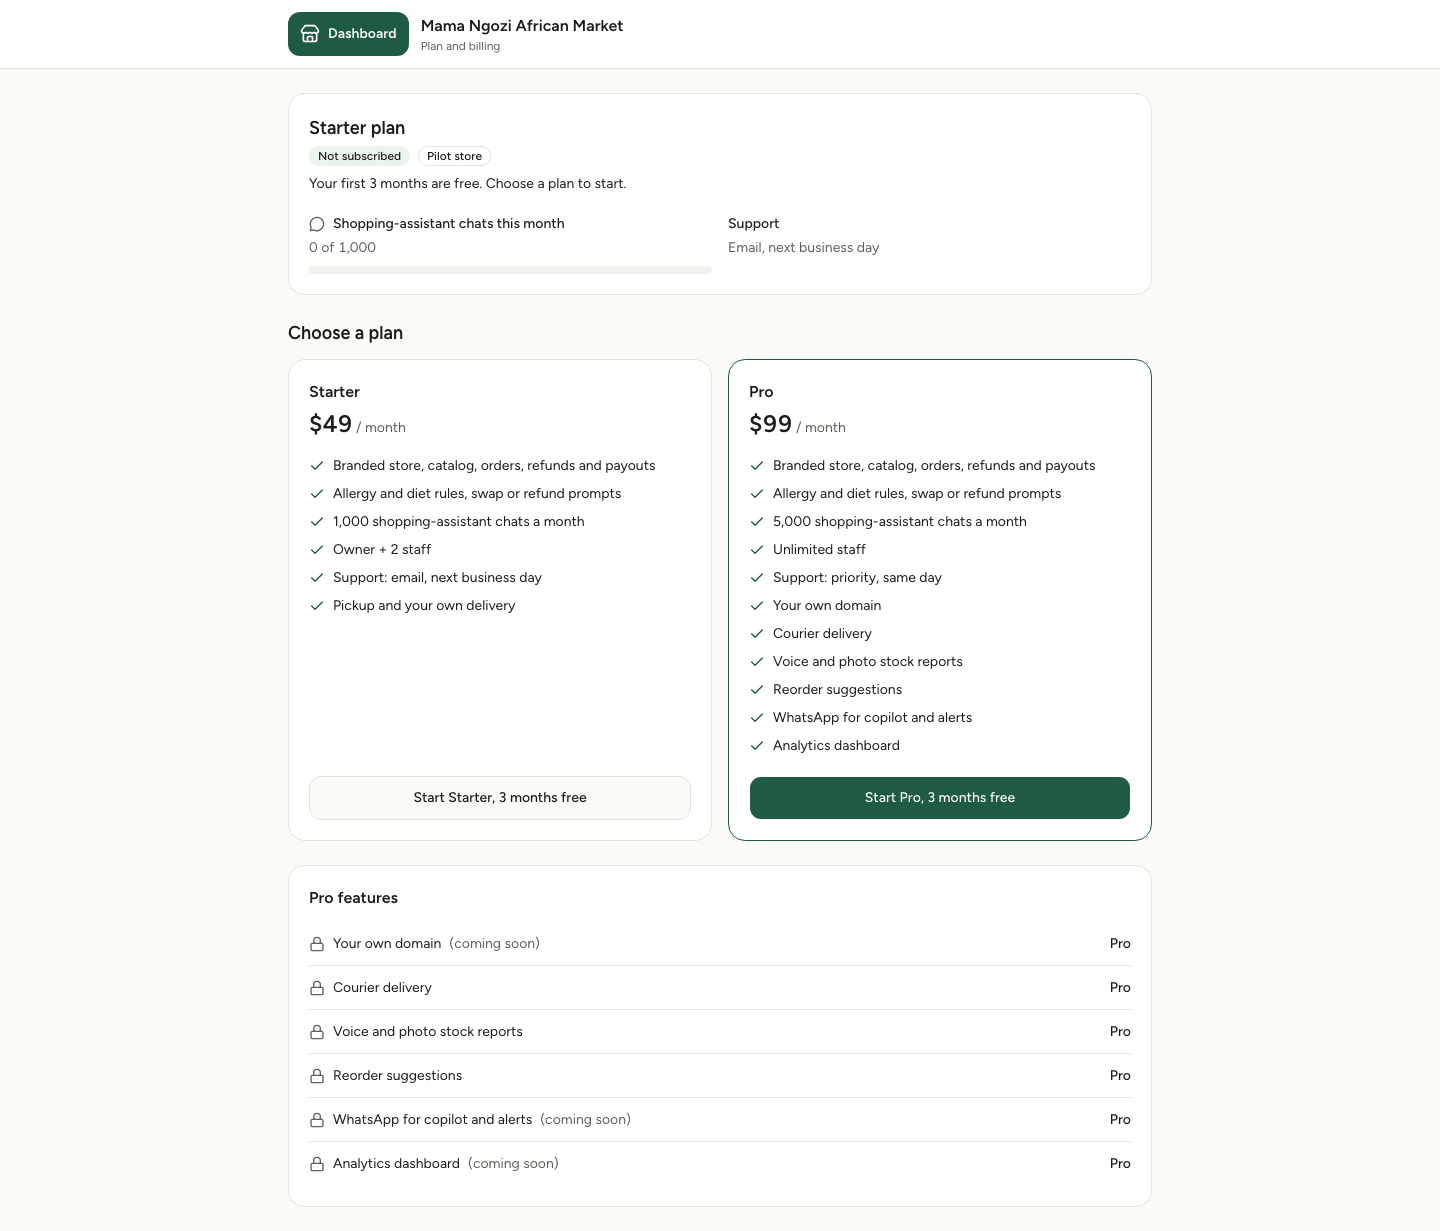 Dashboard
Mama Ngozi African Market
Plan and billing
Starter plan
Not subscribed
Pilot store
Your first 3 months are free. Choose a plan to start.
Shopping-assistant chats this month
0 of 1,000
Support
Email, next business day
Choose a plan
Starter
$49 / month
Branded store, catalog, orders, refunds and payouts
Allergy and diet rules, swap or refund prompts
1,000 shopping-assistant chats a month
Owner + 2 staff
Support: email, next business day
Pickup and your own delivery
Start Starter, 3 months free
Pro
$99 / month
Branded store, catalog, orders, refunds and payouts
Allergy and diet rules, swap or refund prompts
5,000 shopping-assistant chats a month
Unlimited staff
Support: priority, same day
Your own domain
Courier delivery
Voice and photo stock reports
Reorder suggestions
WhatsApp for copilot and alerts
Analytics dashboard
Start Pro, 3 months free
Pro features
Your own domain (coming soon) Pro
Courier delivery Pro
Voice and photo stock reports Pro
Reorder suggestions Pro
WhatsApp for copilot and alerts (coming soon) Pro
Analytics dashboard (coming soon) Pro